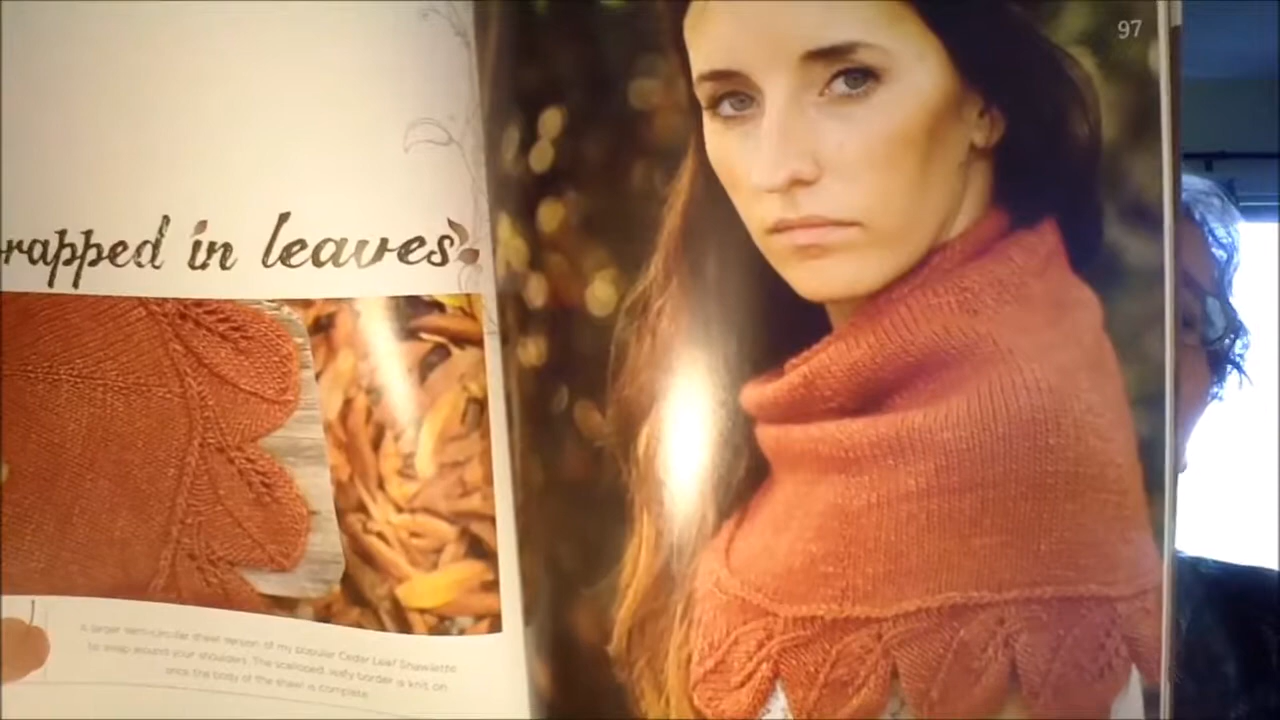 97
rapped in leaves
A larger semi-circular shawl version of my popular Cedar Leaf Shawlette
to wrap around your shoulders. The scalloped, leafy border is knit on
once the body of the shawl is complete.